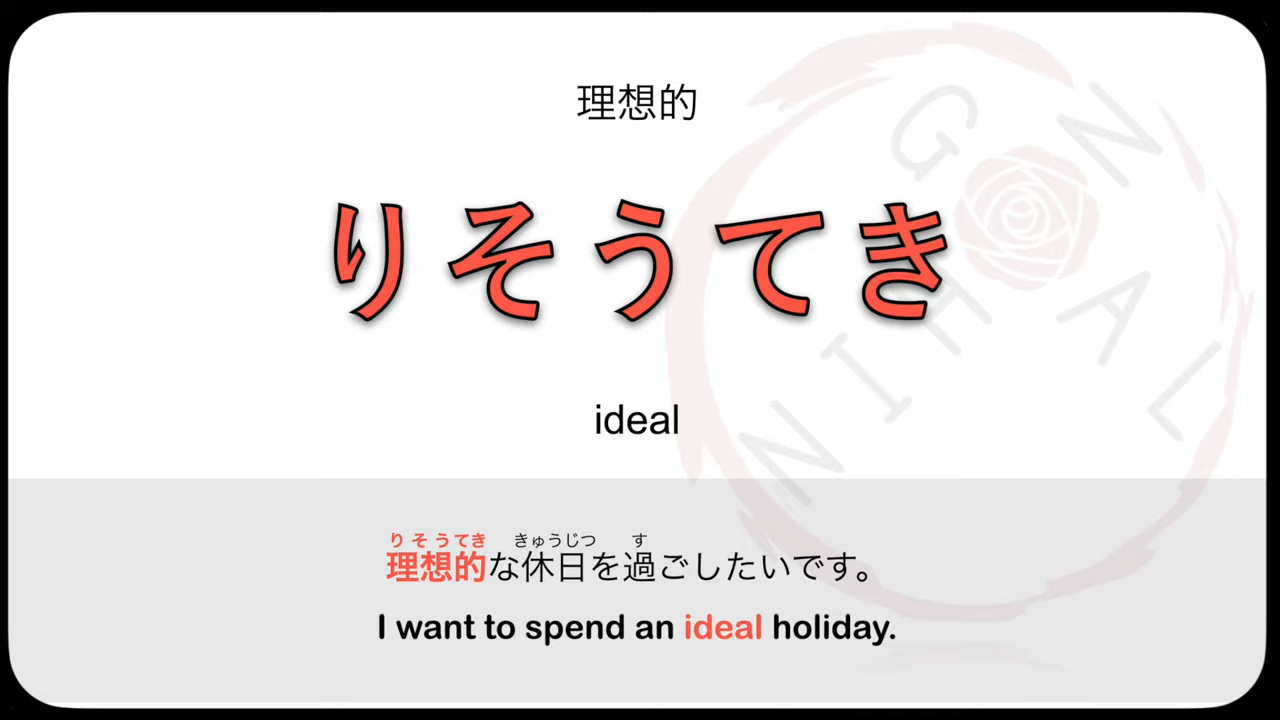 理想的
りそうてき
ideal
りそうてき きゅうじつ す
理想的な休日を過ごしたいです。
I want to spend an ideal holiday.
NIHON
GAL